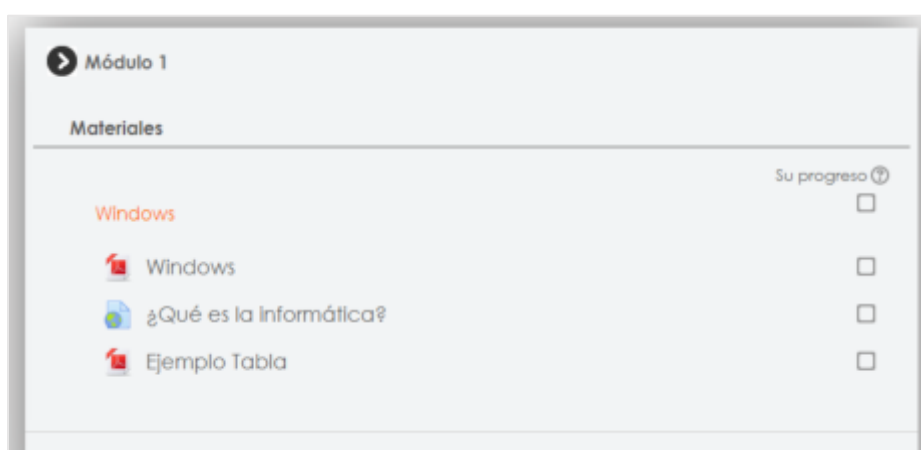 Módulo 1
Materiales
Su progreso
Windows
Windows
¿Qué es la informática?
Ejemplo Tabla